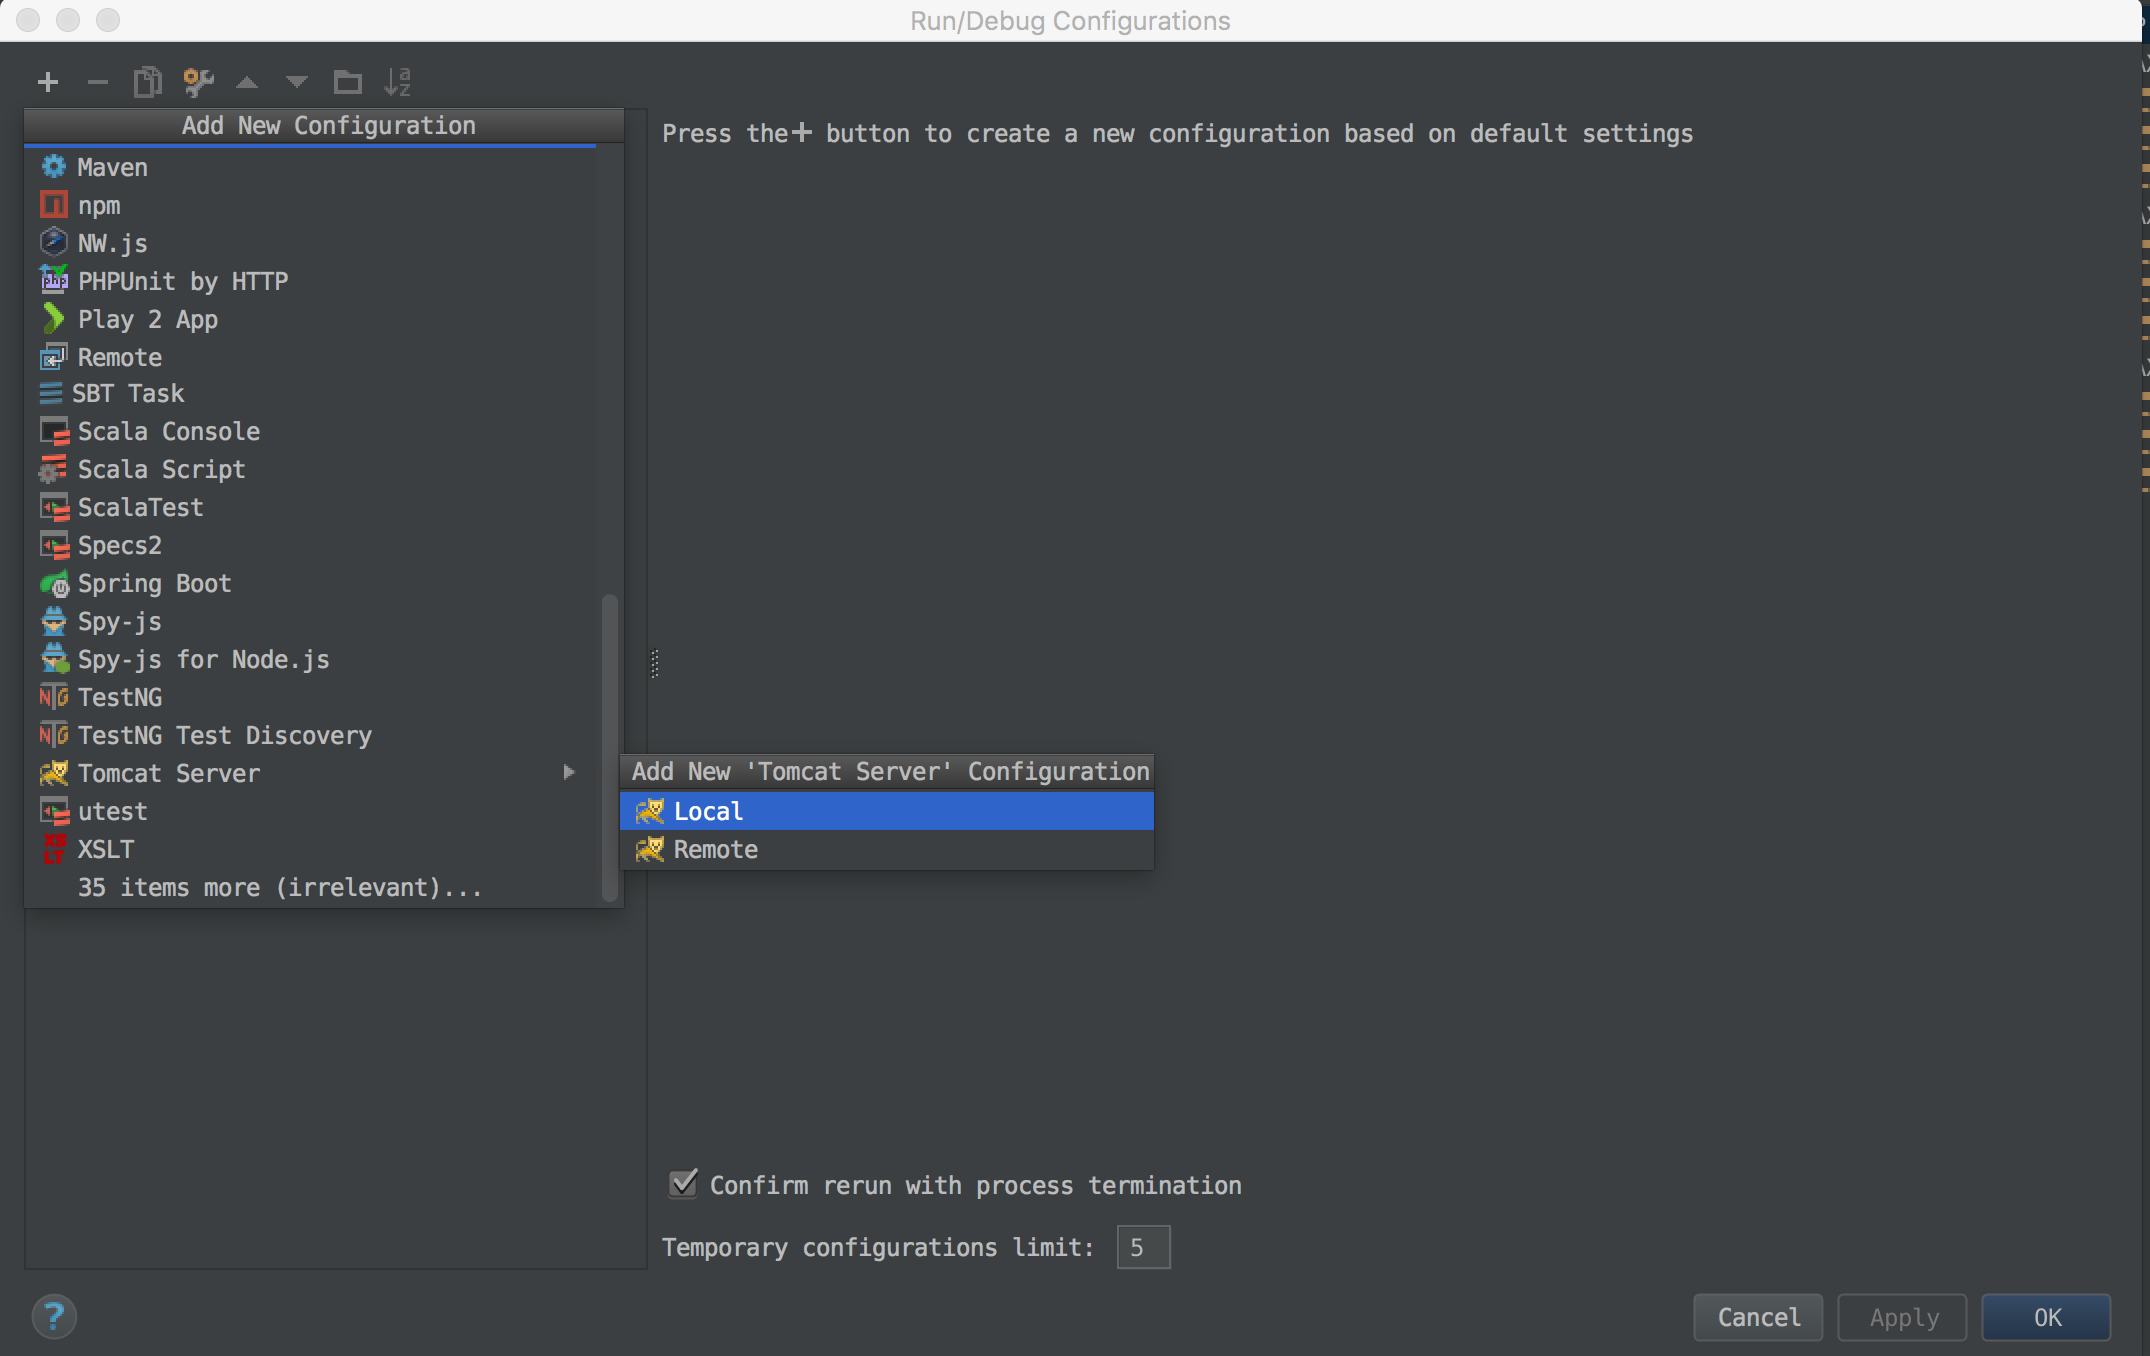 Run/Debug Configurations
Add New Configuration
Press the + button to create a new configuration based on default settings
Maven
npm
NW.js
PHPUnit by HTTP
Play 2 App
Remote
SBT Task
Scala Console
Scala Script
ScalaTest
Specs2
Spring Boot
Spy-js
Spy-js for Node.js
TestNG
TestNG Test Discovery
Tomcat Server
utest
XSLT
35 items more (irrelevant)...
Add New 'Tomcat Server' Configuration
Local
Remote
Confirm rerun with process termination
Temporary configurations limit: 5
? Cancel Apply OK